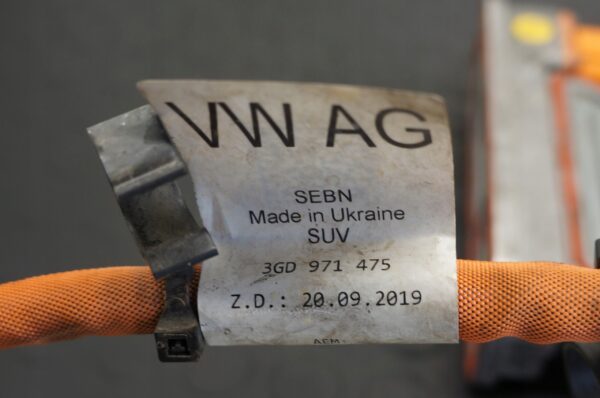 VW AG
SEBN
Made in Ukraine
SUV
3GD 971 475
Z.D.: 20.09.2019